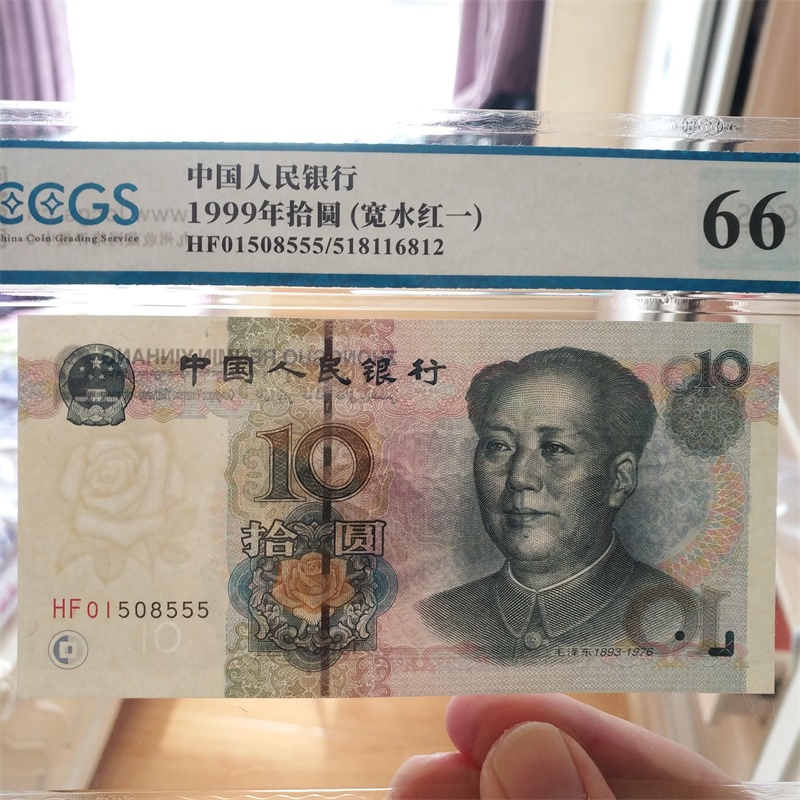 中国人民银行
CCGS
1999年拾圆 (宽水红一)
66
China Coin Grading Service
HF01508555/518116812
中国人民银行
10
10
拾圆
HF01508555
10
毛泽东1893-1976